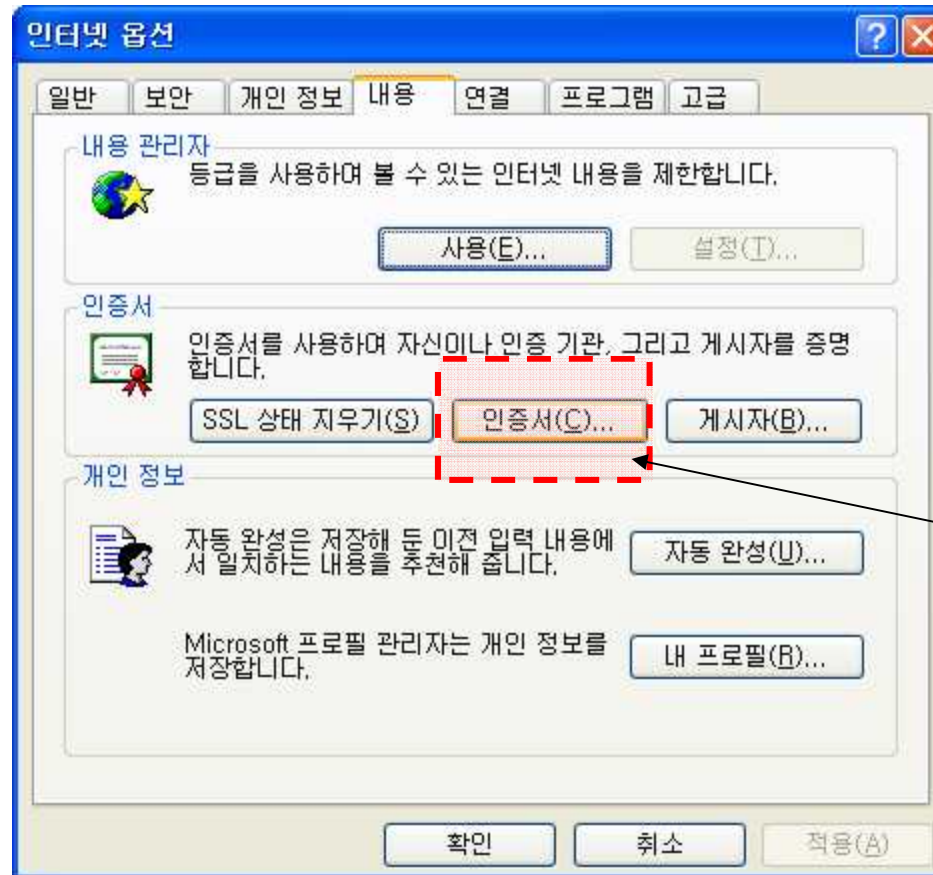 인터넷 옵션
일반 보안 개인 정보 내용 연결 프로그램 고급
내용 관리자
등급을 사용하여 볼 수 있는 인터넷 내용을 제한합니다.
사용(E)... 설정(T)...
인증서
인증서를 사용하여 자신이나 인증 기관, 그리고 게시자를 증명
합니다.
SSL 상태 지우기(S) 인증서(C)... 게시자(B)...
개인 정보
자동 완성은 저장해 둔 이전 입력 내용에
서 일치하는 내용을 추천해 줍니다.
자동 완성(U)...
Microsoft 프로필 관리자는 개인 정보를
저장합니다.
내 프로필(R)...
확인 취소 적용(A)